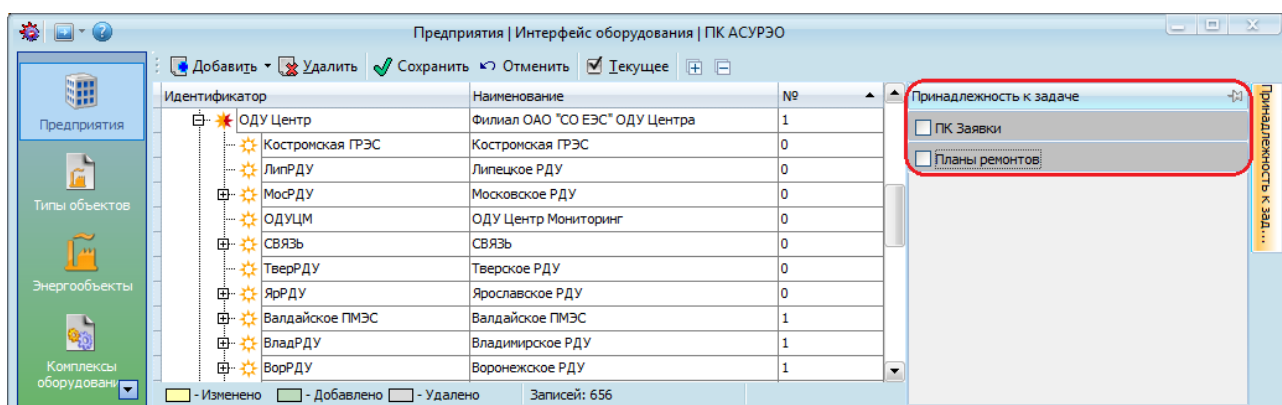 Предприятия | Интерфейс оборудования | ПК АСУРЭО
Добавить Удалить Сохранить Отменить Текущее
Предприятия
Типы объектов
Энергообъекты
Комплексы
оборудовани
Идентификатор Наименование №
ОДУ Центр Филиал ОАО "СО ЕЭС" ОДУ Центра 1
Костромская ГРЭС Костромская ГРЭС 0
ЛипРДУ Липецкое РДУ 0
МосРДУ Московское РДУ 0
ОДУЦМ ОДУ Центр Мониторинг 0
СВЯЗЬ СВЯЗЬ 0
ТверРДУ Тверское РДУ 0
ЯрРДУ Ярославское РДУ 0
Валдайское ПМЭС Валдайское ПМЭС 1
ВладРДУ Владимирское РДУ 1
ВорРДУ Воронежское РДУ 1
- Изменено - Добавлено - Удалено Записей: 656
Принадлежность к задаче
ПК Заявки
Планы ремонтов
Принадлежность к зад...